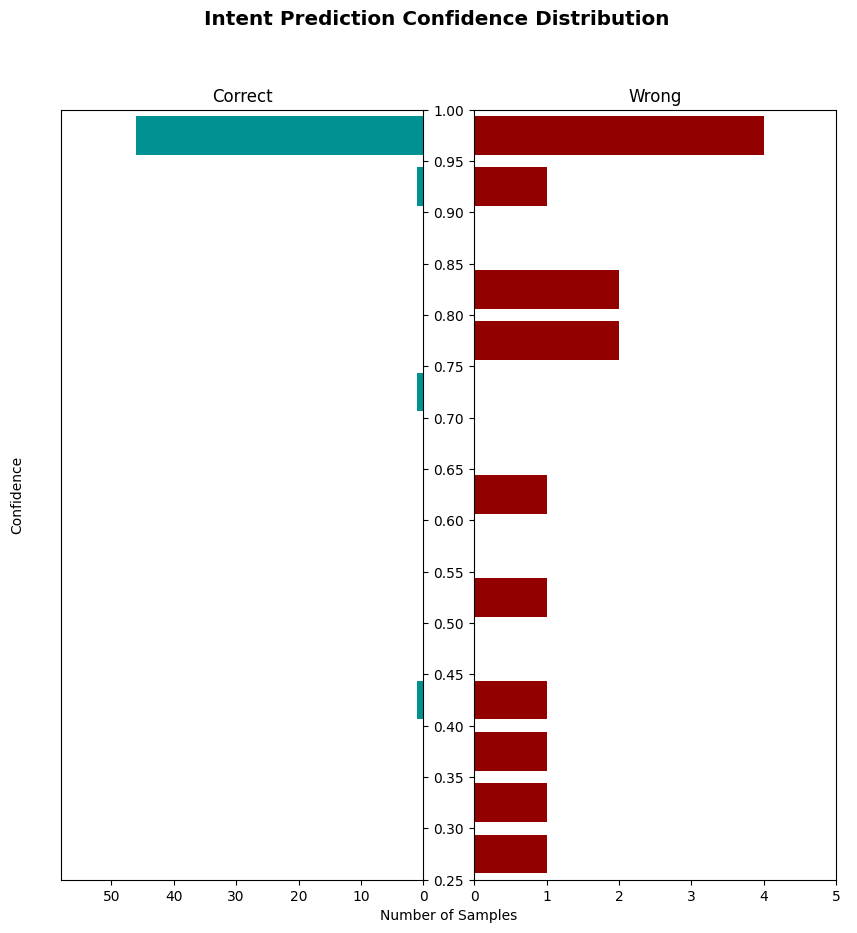 Intent Prediction Confidence Distribution
Correct
Wrong
Confidence
1.00
0.95
0.90
0.85
0.80
0.75
0.70
0.65
0.60
0.55
0.50
0.45
0.40
0.35
0.30
0.25
50 40 30 20 10 0
0 1 2 3 4 5
Number of Samples